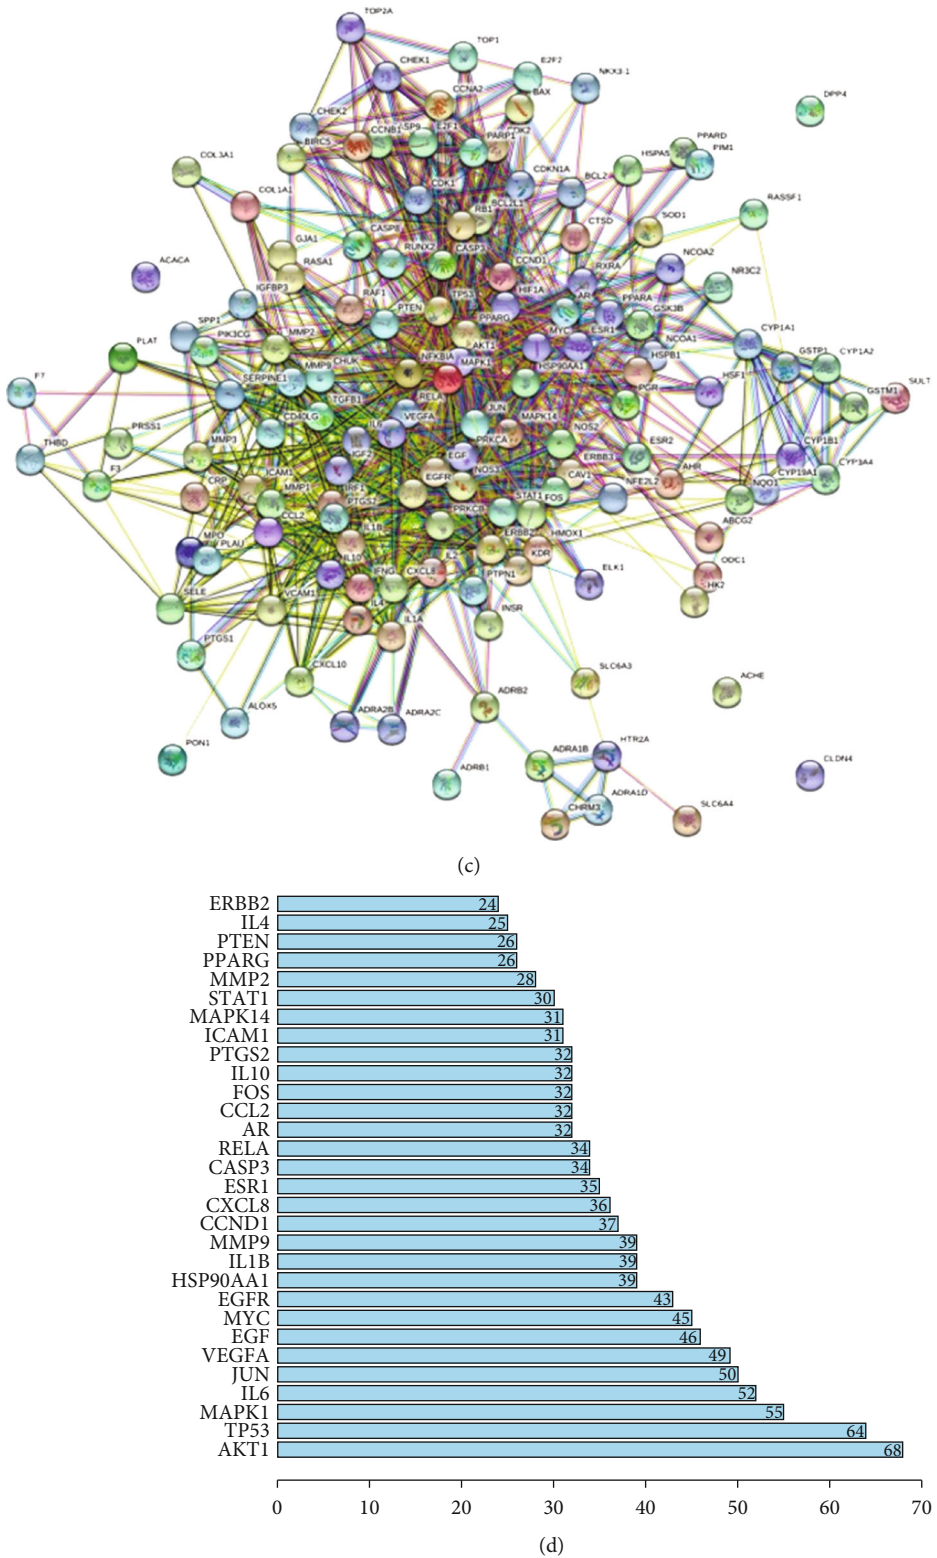 TOP2A
TOP1
CHEK1
E2F2
NKX3-1
CCNA2
BAX
DPP4
CHEK2
CCNB1
E2F1
CDK2
BIRC5
PARP1
PPARD
HSPA5
PIM1
COL3A1
CDKN1A
BCL2
CDK1
COL1A1
BCL2L1
RB1
RASSF1
CTSD
SOD1
CASP8
GJA1
RUNX2
CASP3
NCOA2
RASA1
CCND1
RXRA
NR3C2
ACACA
IGFBP3
RAF1
TP53
HIF1A
AR
PPARA
PTEN
GSK3B
SPP1
PPARG
PIK3CG
MMP2
MYC
ESR1
NCOA1
CYP1A1
PLAT
AKT1
CHUK
NFKBIA
MAPK1
HSPB1
GSTP1
CYP1A2
MMP9
HSP90AA1
F7
SERPINE1
HSF1
SULT
RELA
PGR
GSTM1
TGFB1
JUN
MAPK14
CD40LG
VEGFA
PRSS1
IL6
NOS2
THBD
MMP3
PRKCA
ESR2
CYP1B1
IGF2
EGF
ERBB3
F3
ICAM1
NOS3
CAV1
AHR
CYP19A1
CYP3A4
CRP
EGFR
NFE2L2
NQO1
MMP1
IRF1
STAT1
FOS
PTGS2
CCL2
PRKCB
ABCG2
IL1B
MPO
ERBB2
HMOX1
PLAU
IL10
IL2
KDR
ODC1
IFNG
CXCL8
PTPN1
ELK1
HK2
SELE
VCAM1
IL4
IL1A
INSR
PTGS1
CXCL10
SLC6A3
ACHE
ADRB2
ALOX5
ADRA2B
ADRA2C
PON1
ADRA1B
HTR2A
CLDN4
ADRB1
ADRA1D
CHRM3
SLC6A4
(c)
ERBB2 24
IL4 25
PTEN 26
PPARG 26
MMP2 28
STAT1 30
MAPK14 31
ICAM1 31
PTGS2 32
IL10 32
FOS 32
CCL2 32
AR 32
RELA 34
CASP3 34
ESR1 35
CXCL8 36
CCND1 37
MMP9 39
IL1B 39
HSP90AA1 39
EGFR 43
MYC 45
EGF 46
VEGFA 49
JUN 50
IL6 52
MAPK1 55
TP53 64
AKT1 68
0 10 20 30 40 50 60 70
(d)